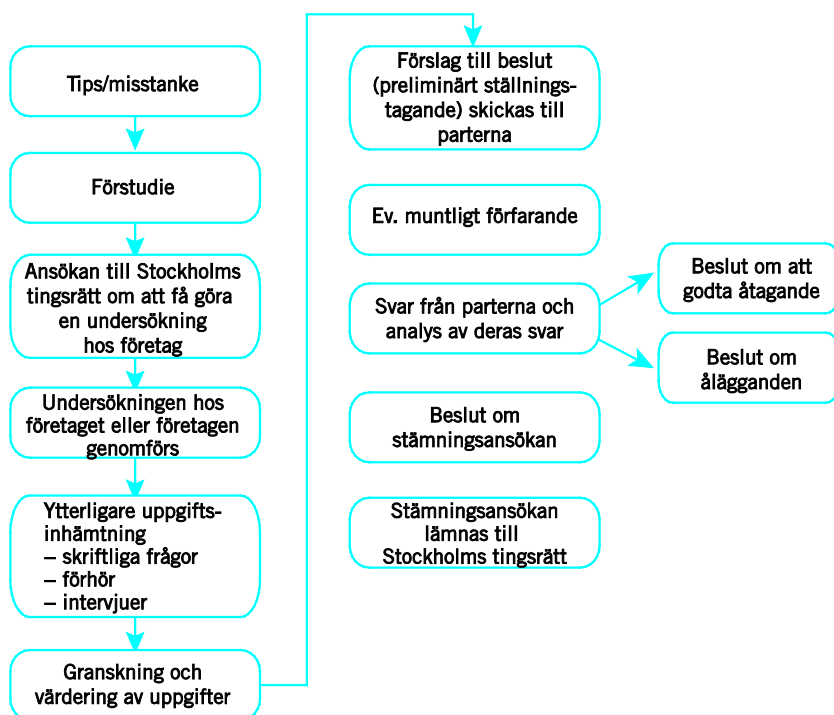 Tips/misstanke
Förstudie
Ansökan till Stockholms
tingsrätt om att få göra
en undersökning
hos företag
Undersökningen hos
företaget eller företagen
genomförs
Ytterligare uppgifts-
inhämtning
– skriftliga frågor
– förhör
– intervjuer
Granskning och
värdering av uppgifter
Förslag till beslut
(preliminärt ställnings-
tagande) skickas till
parterna
Ev. muntligt förfarande
Svar från parterna och
analys av deras svar
Beslut om att
godta åtagande
Beslut om
ålägganden
Beslut om
stämningsansökan
Stämningsansökan
lämnas till
Stockholms tingsrätt